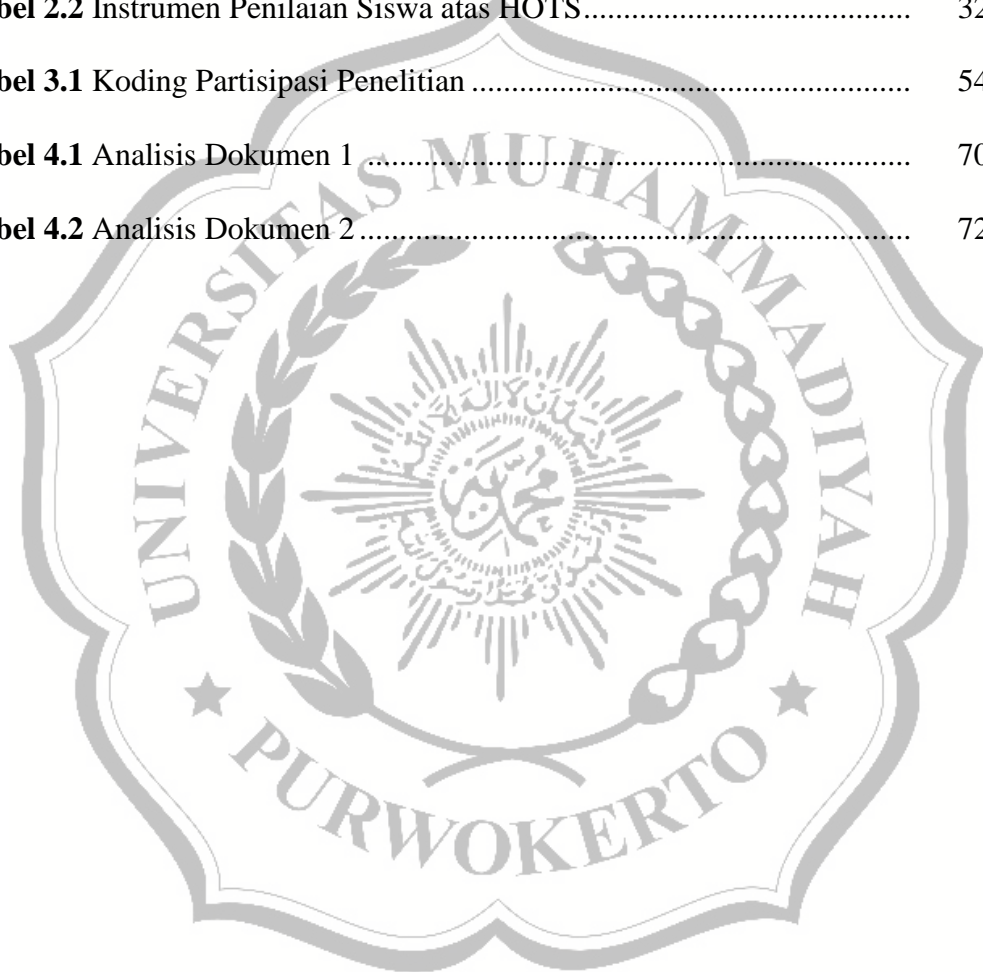 bel 2.2 Instrumen Penilaian Siswa atas HOTS....................................... 32
bel 3.1 Koding Partisipasi Penelitian ..................................................... 54
bel 4.1 Analisis Dokumen 1 ................................................................. 70
bel 4.2 Analisis Dokumen 2 .................................................................. 72
UNIVERSITAS MUHAMMADIYAH
PURWOKERTO
محمد